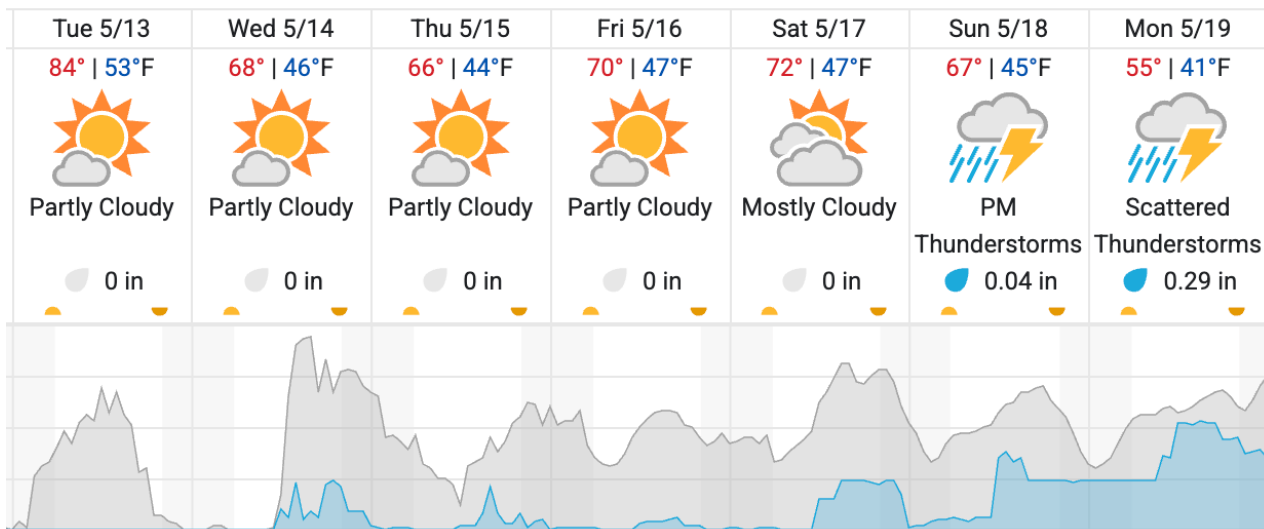 Tue 5/13 Wed 5/14 Thu 5/15 Fri 5/16 Sat 5/17 Sun 5/18 Mon 5/19
84° | 53°F 68° | 46°F 66° | 44°F 70° | 47°F 72° | 47°F 67° | 45°F 55° | 41°F
Partly Cloudy Partly Cloudy Partly Cloudy Partly Cloudy Mostly Cloudy PM Scattered
Thunderstorms Thunderstorms
0 in 0 in 0 in 0 in 0 in 0.04 in 0.29 in